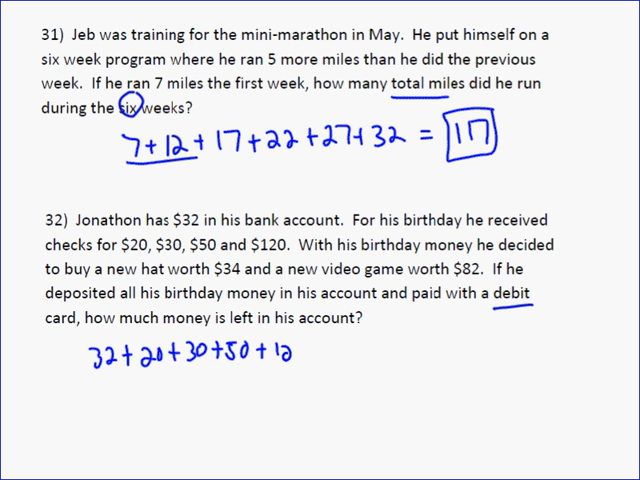 31) Jeb was training for the mini-marathon in May. He put himself on a
six week program where he ran 5 more miles than he did the previous
week. If he ran 7 miles the first week, how many total miles did he run
during the six weeks?
7+12+17+22+27+32 = 117
32) Jonathon has $32 in his bank account. For his birthday he received
checks for $20, $30, $50 and $120. With his birthday money he decided
to buy a new hat worth $34 and a new video game worth $82. If he
deposited all his birthday money in his account and paid with a debit
card, how much money is left in his account?
32+20+30+50+12